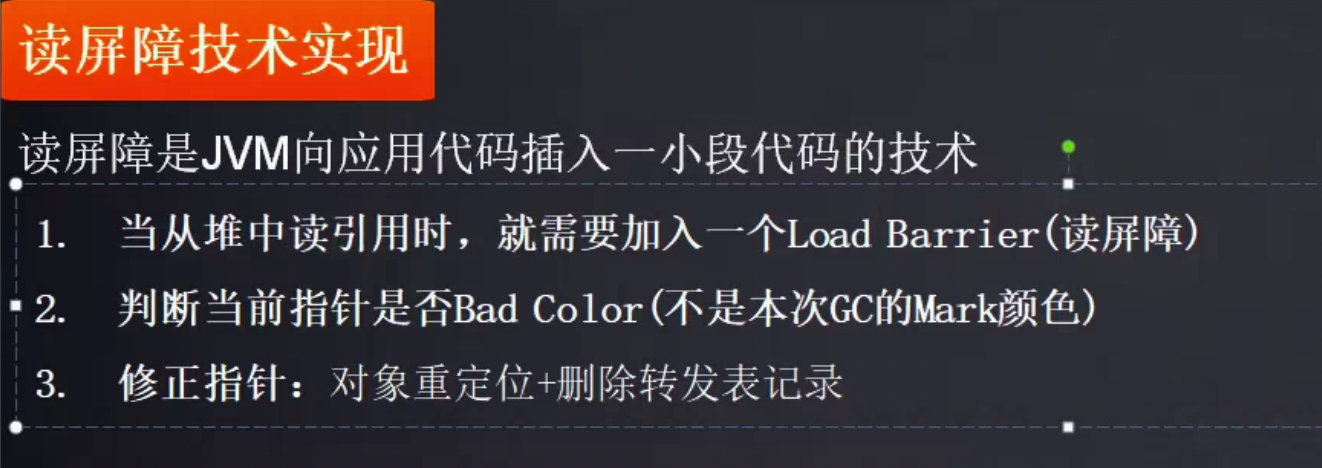 读屏障技术实现
读屏障是JVM向应用代码插入一小段代码的技术
1. 当从堆中读引用时，就需要加入一个Load Barrier(读屏障)
2. 判断当前指针是否Bad Color(不是本次GC的Mark颜色)
3. 修正指针：对象重定位+删除转发表记录